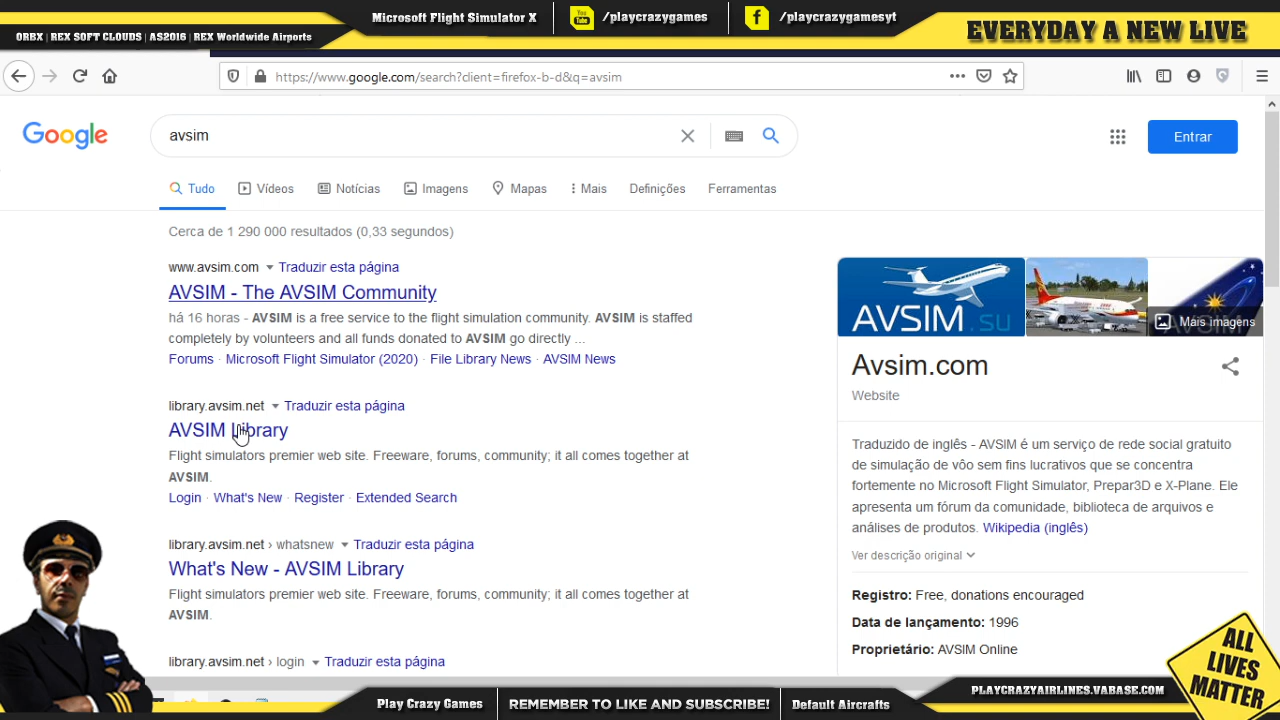 Microsoft Flight Simulator X
You Tube
/playcrazygames
f
/playcrazygamesyt
EVERYDAY A NEW LIVE
ORBX | REX SOFT CLOUDS | AS2016 | REX Worldwide Airports
https://www.google.com/search?client=firefox-b-d&q=avsim
Google
avsim
Entrar
Tudo
Vídeos
Notícias
Imagens
Mapas
Mais
Definições
Ferramentas
Cerca de 1 290 000 resultados (0,33 segundos)
www.avsim.com Traduzir esta página
AVSIM - The AVSIM Community
há 16 horas - AVSIM is a free service to the flight simulation community. AVSIM is staffed
completely by volunteers and all funds donated to AVSIM go directly ...
Forums · Microsoft Flight Simulator (2020) · File Library News · AVSIM News
library.avsim.net Traduzir esta página
AVSIM Library
Flight simulators premier web site. Freeware, forums, community; it all comes together at
AVSIM.
Login · What's New · Register · Extended Search
library.avsim.net › whatsnew Traduzir esta página
What's New - AVSIM Library
Flight simulators premier web site. Freeware, forums, community; it all comes together at
AVSIM.
library.avsim.net › login Traduzir esta página
AVSIM.su
AVSIM
Mais imagens
Avsim.com
Website
Traduzido de inglês - AVSIM é um serviço de rede social gratuito
de simulação de vôo sem fins lucrativos que se concentra
fortemente no Microsoft Flight Simulator, Prepar3D e X-Plane. Ele
apresenta um fórum da comunidade, biblioteca de arquivos e
análises de produtos. Wikipedia (inglês)
Ver descrição original
Registro: Free, donations encouraged
Data de lançamento: 1996
Proprietário: AVSIM Online
ALL
LIVES
MATTER
Play Crazy Games
REMEMBER TO LIKE AND SUBSCRIBE!
Default Aircrafts
PLAYCRAZYAIRLINES.VABASE.COM